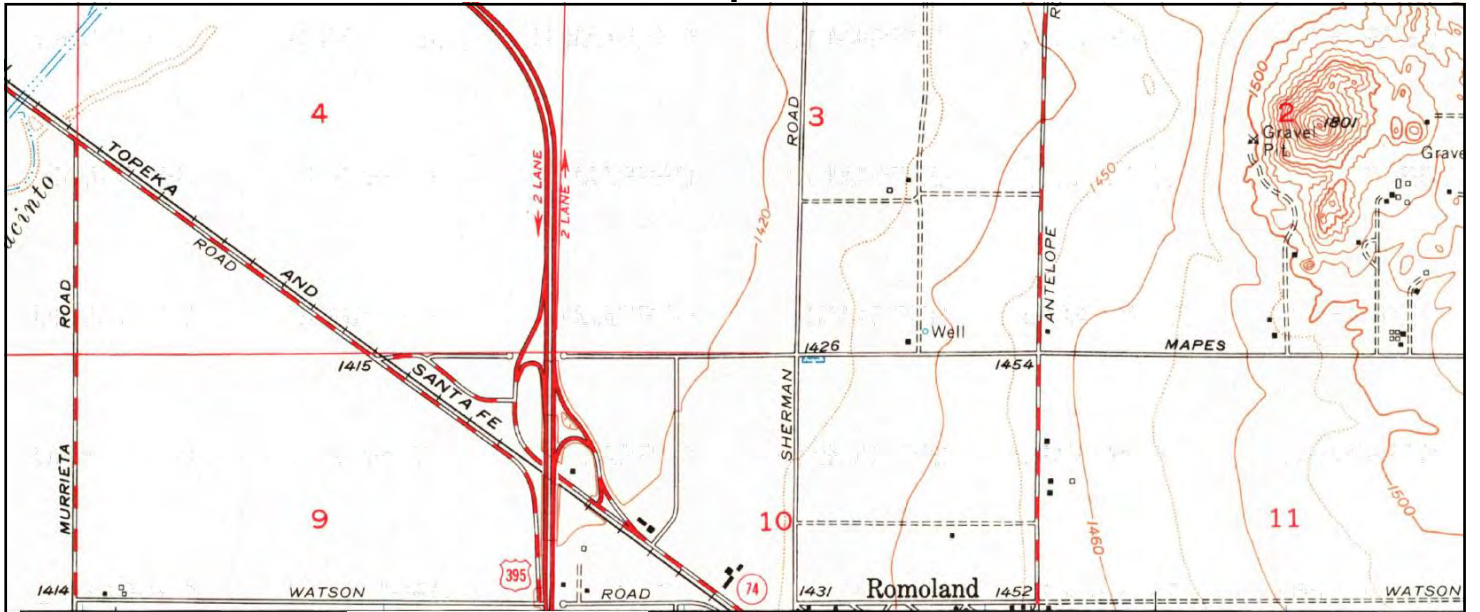 R
4
ROAD
3
1500
2
1801
Gravel
Pit
Grave
TOPEKA
2 LANE
2 LANE
1450
acinto
ROAD
AND
1420
ROAD
ANTELOPE
Well
1426
MAPES
1415
SANTA FE
1454
SHERMAN
MURRIETA
9
10
1460
1500
11
395
74
1414
WATSON
ROAD
1431
Romoland
1452
WATSON